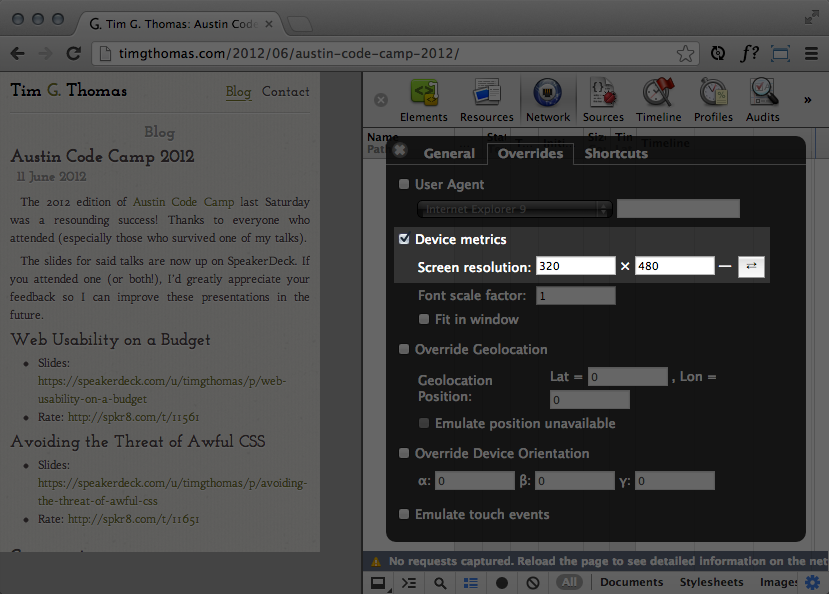 G. Tim G. Thomas: Austin Code
timgthomas.com/2012/06/austin-code-camp-2012/
f?
Tim G. Thomas
Blog Contact
Blog
Austin Code Camp 2012
11 June 2012
The 2012 edition of Austin Code Camp last Saturday
was a resounding success! Thanks to everyone who
attended (especially those who survived one of my talks).
The slides for said talks are now up on SpeakerDeck. If
you attended one (or both!), I'd greatly appreciate your
feedback so I can improve these presentations in the
future.
Web Usability on a Budget
• Slides:
https://speakerdeck.com/u/timgthomas/p/web-
usability-on-a-budget
• Rate: http://spkr8.com/t/11561
Avoiding the Threat of Awful CSS
• Slides:
https://speakerdeck.com/u/timgthomas/p/avoiding-
the-threat-of-awful-css
• Rate: http://spkr8.com/t/11651
Elements Resources Network Sources Timeline Profiles Audits »
Name
Path
Timeline
General Overrides Shortcuts
User Agent
Internet Explorer 9
Device metrics
Screen resolution: 320 × 480 —
Font scale factor: 1
Fit in window
Override Geolocation
Geolocation Position: Lat = 0 , Lon =
0
Emulate position unavailable
Override Device Orientation
α: 0 β: 0 γ: 0
Emulate touch events
No requests captured. Reload the page to see detailed information on the net
All Documents Stylesheets Images